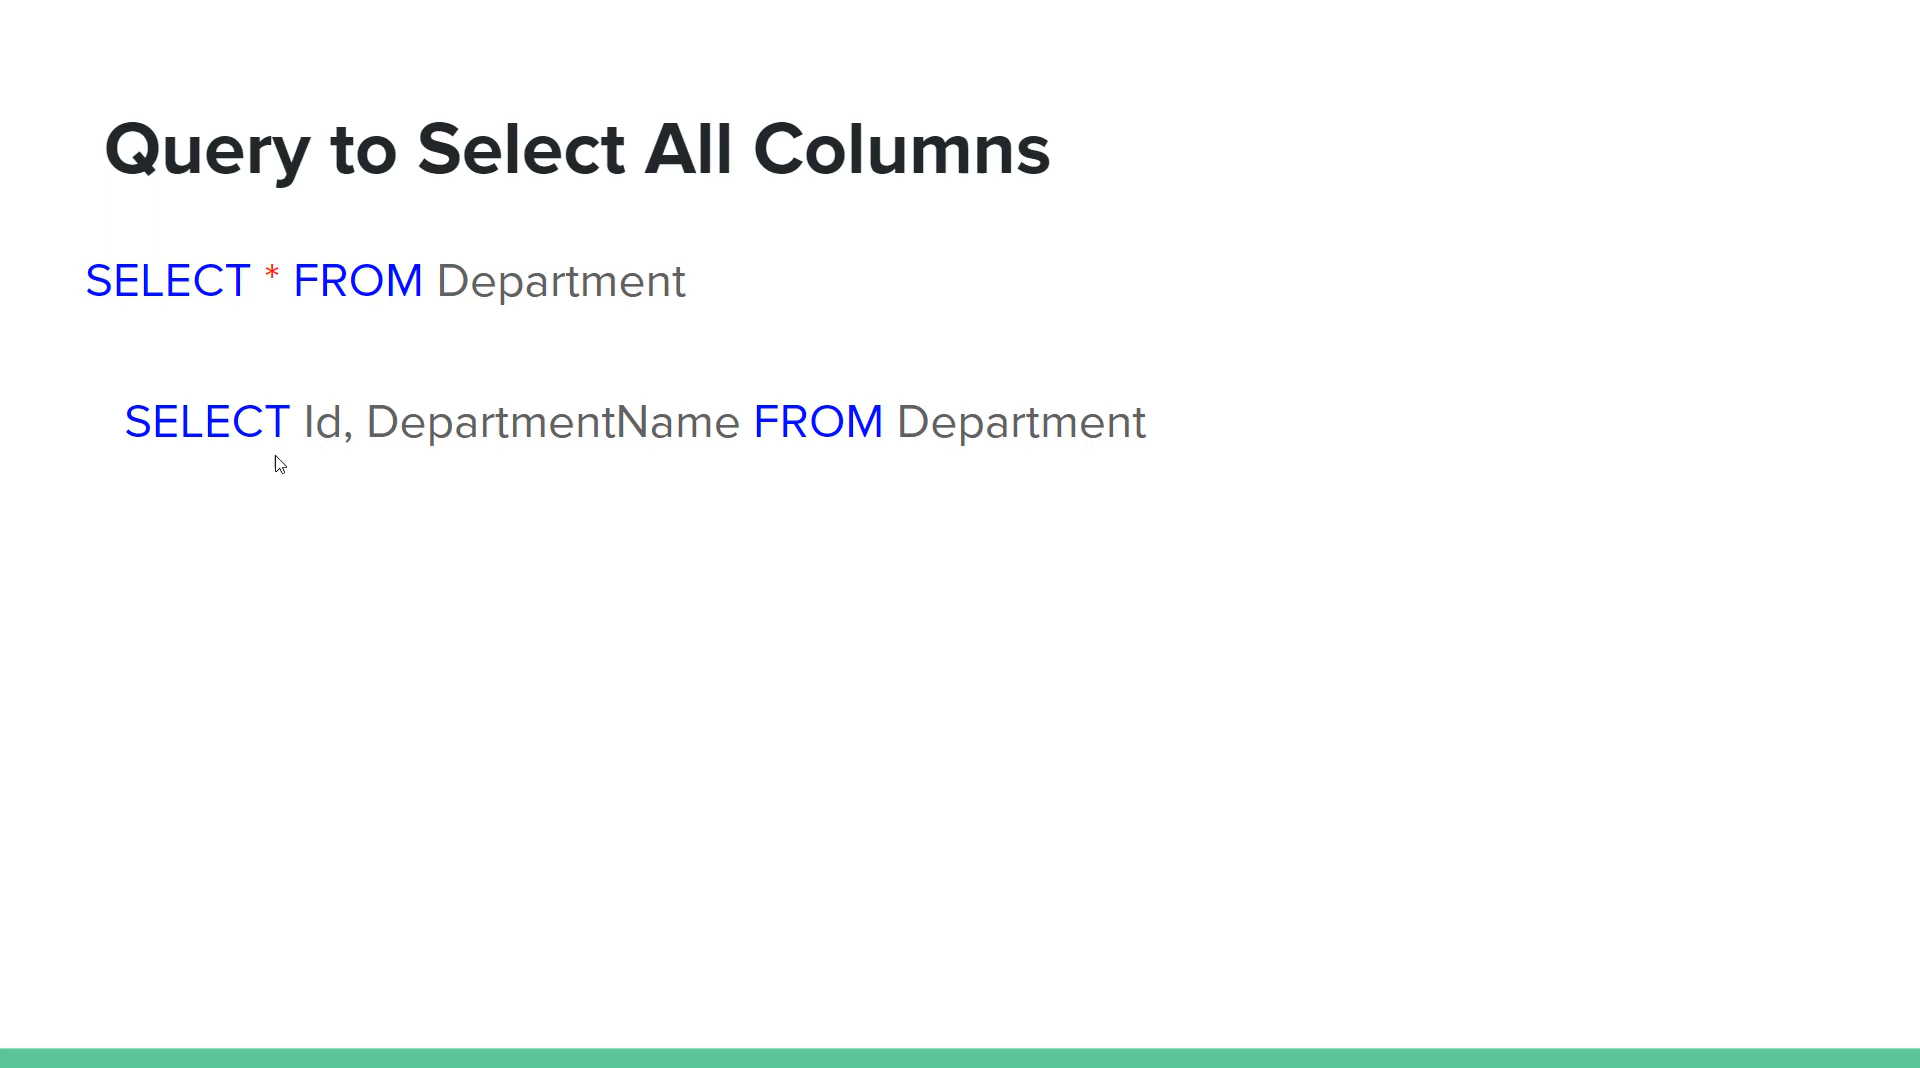 Query to Select All Columns
SELECT * FROM Department
SELECT Id, DepartmentName FROM Department